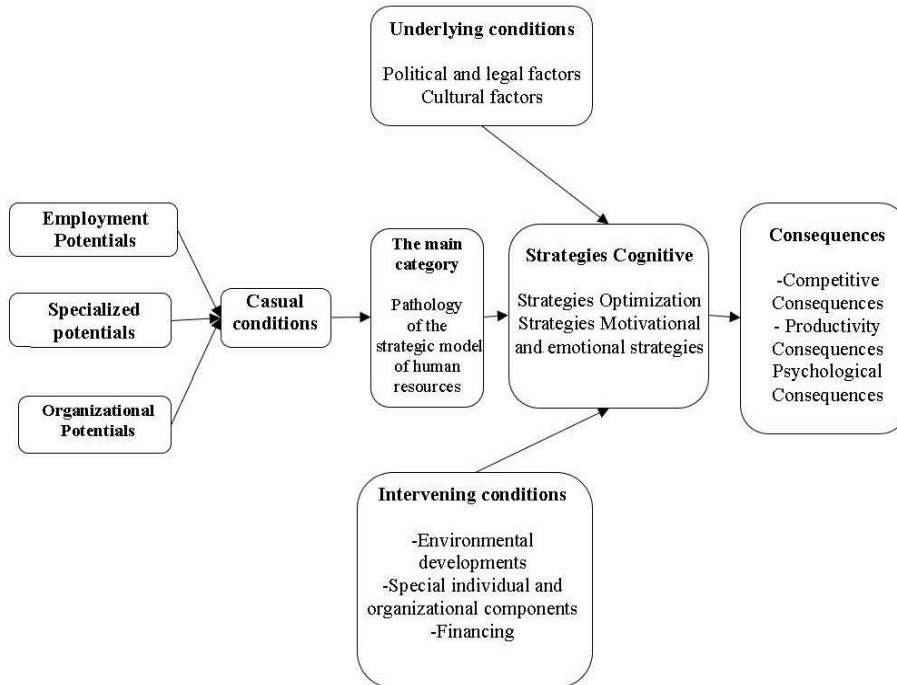 Underlying conditions
Political and legal factors
Cultural factors
Employment
Potentials
Specialized
potentials
Organizational
Potentials
Casual
conditions
The main
category
Pathology
of the
strategic model
of human
resources
Strategies Cognitive
Strategies Optimization
Strategies Motivational
and emotional strategies
Consequences
-Competitive
Consequences
- Productivity
Consequences
Psychological
Consequences
Intervening conditions
-Environmental
developments
-Special individual and
organizational components
-Financing